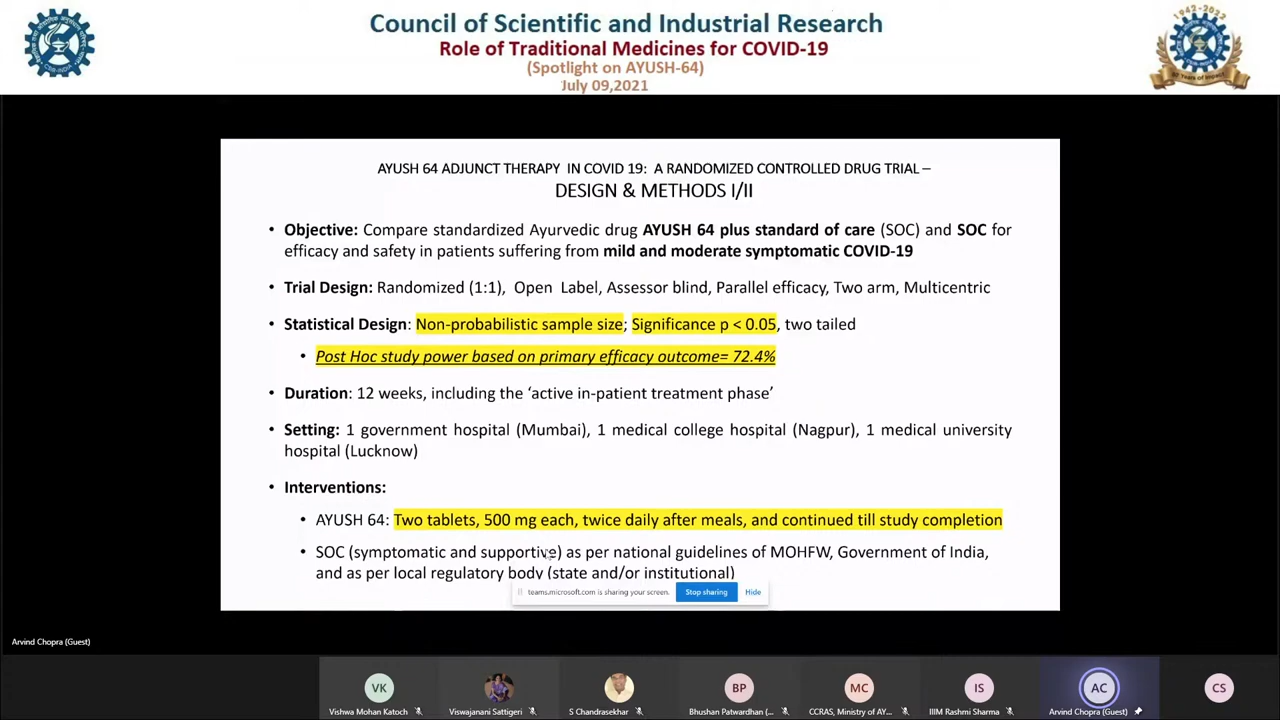 Council of Scientific and Industrial Research
Role of Traditional Medicines for COVID-19
(Spotlight on AYUSH-64)
July 09,2021
1942-2022
AYUSH 64 ADJUNCT THERAPY IN COVID 19: A RANDOMIZED CONTROLLED DRUG TRIAL –
DESIGN & METHODS I/II
• Objective: Compare standardized Ayurvedic drug AYUSH 64 plus standard of care (SOC) and SOC for
efficacy and safety in patients suffering from mild and moderate symptomatic COVID-19
• Trial Design: Randomized (1:1), Open Label, Assessor blind, Parallel efficacy, Two arm, Multicentric
• Statistical Design: Non-probabilistic sample size; Significance p < 0.05, two tailed
• Post Hoc study power based on primary efficacy outcome= 72.4%
• Duration: 12 weeks, including the ‘active in-patient treatment phase’
• Setting: 1 government hospital (Mumbai), 1 medical college hospital (Nagpur), 1 medical university
hospital (Lucknow)
• Interventions:
• AYUSH 64: Two tablets, 500 mg each, twice daily after meals, and continued till study completion
• SOC (symptomatic and supportive) as per national guidelines of MOHFW, Government of India,
and as per local regulatory body (state and/or institutional)
teams.microsoft.com is sharing your screen. Stop sharing Hide
Arvind Chopra (Guest)
VK BP MC IS AC CS
Vishwa Mohan Katoch Viswajanani Sattigeri S Chandrasekhar Bhushan Patwardhan (... CCRAS, Ministry of AY... IIIM Rashmi Sharma Arvind Chopra (Guest)